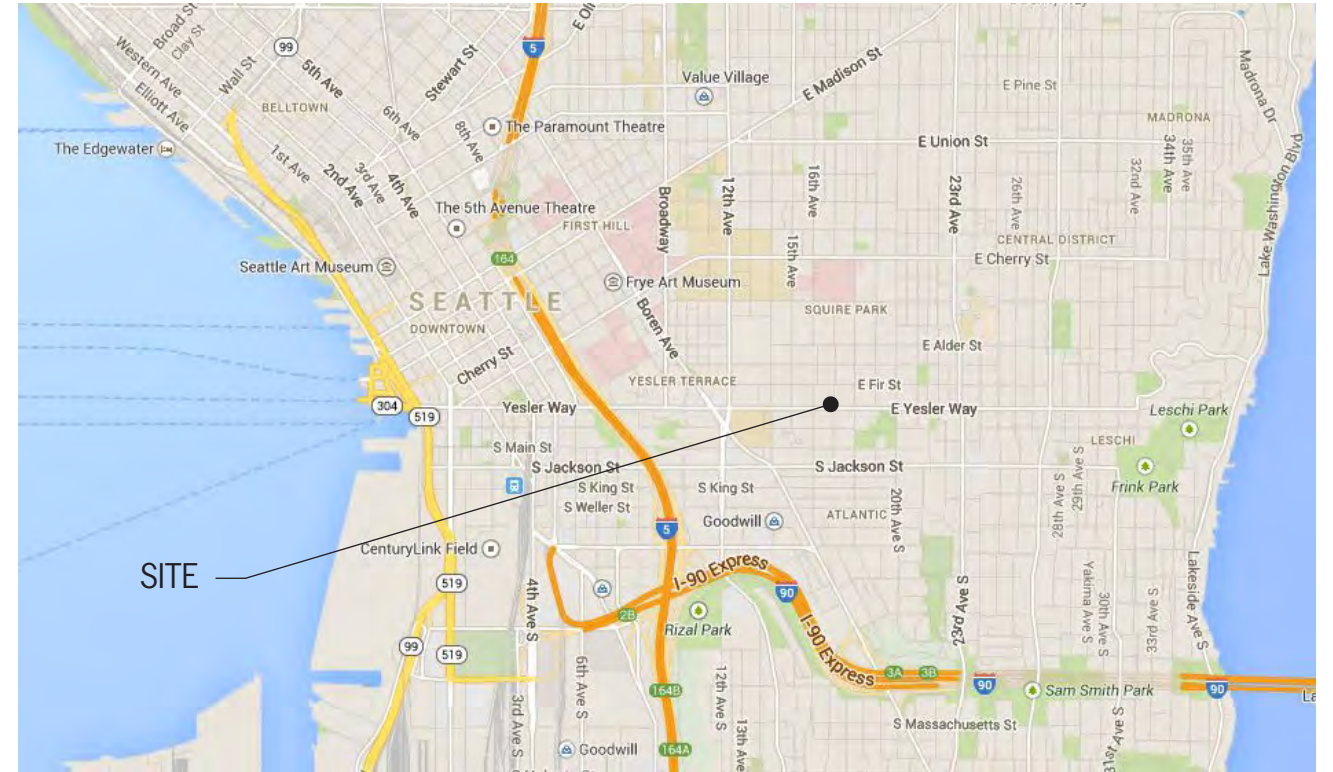 Broad St
Clay St
99
5
E Oli
Western Ave
Wall St
5th Ave
Stewart St
Elliott Ave
BELLTOWN
6th Ave
8th Ave
Value Village
E Madison St
E Pine St
Madrona Dr
MADRONA
The Paramount Theatre
The Edgewater
1st Ave
2nd Ave
3rd Ave
4th Ave
E Union St
34th Ave
35th Ave
32nd Ave
Lake Washington Blvd
Broadway
12th Ave
16th Ave
15th Ave
23rd Ave
26th Ave
The 5th Avenue Theatre
FIRST HILL
CENTRAL DISTRICT
E Cherry St
164
Seattle Art Museum
Frye Art Museum
SEATTLE
DOWNTOWN
Boren Ave
SQUIRE PARK
Cherry St
E Alder St
YESLER TERRACE
E Fir St
304
519
Yesler Way
E Yesler Way
Leschi Park
LESCHI
S Main St
S Jackson St
S Jackson St
S King St
S King St
S Weller St
Frink Park
28th Ave S
29th Ave S
20th Ave S
Goodwill
ATLANTIC
5
CenturyLink Field
SITE
519
4th Ave S
I-90 Express
90
I-90 Express
2B
Rizal Park
23rd Ave S
Yakima Ave S
30th Ave S
33rd Ave S
Lakeside Ave S
99
519
6th Ave S
3A
3B
90
Sam Smith Park
90
La
164B
12th Ave S
13th Ave
3rd Ave S
S Massachusetts St
31st Ave S
Goodwill
164A